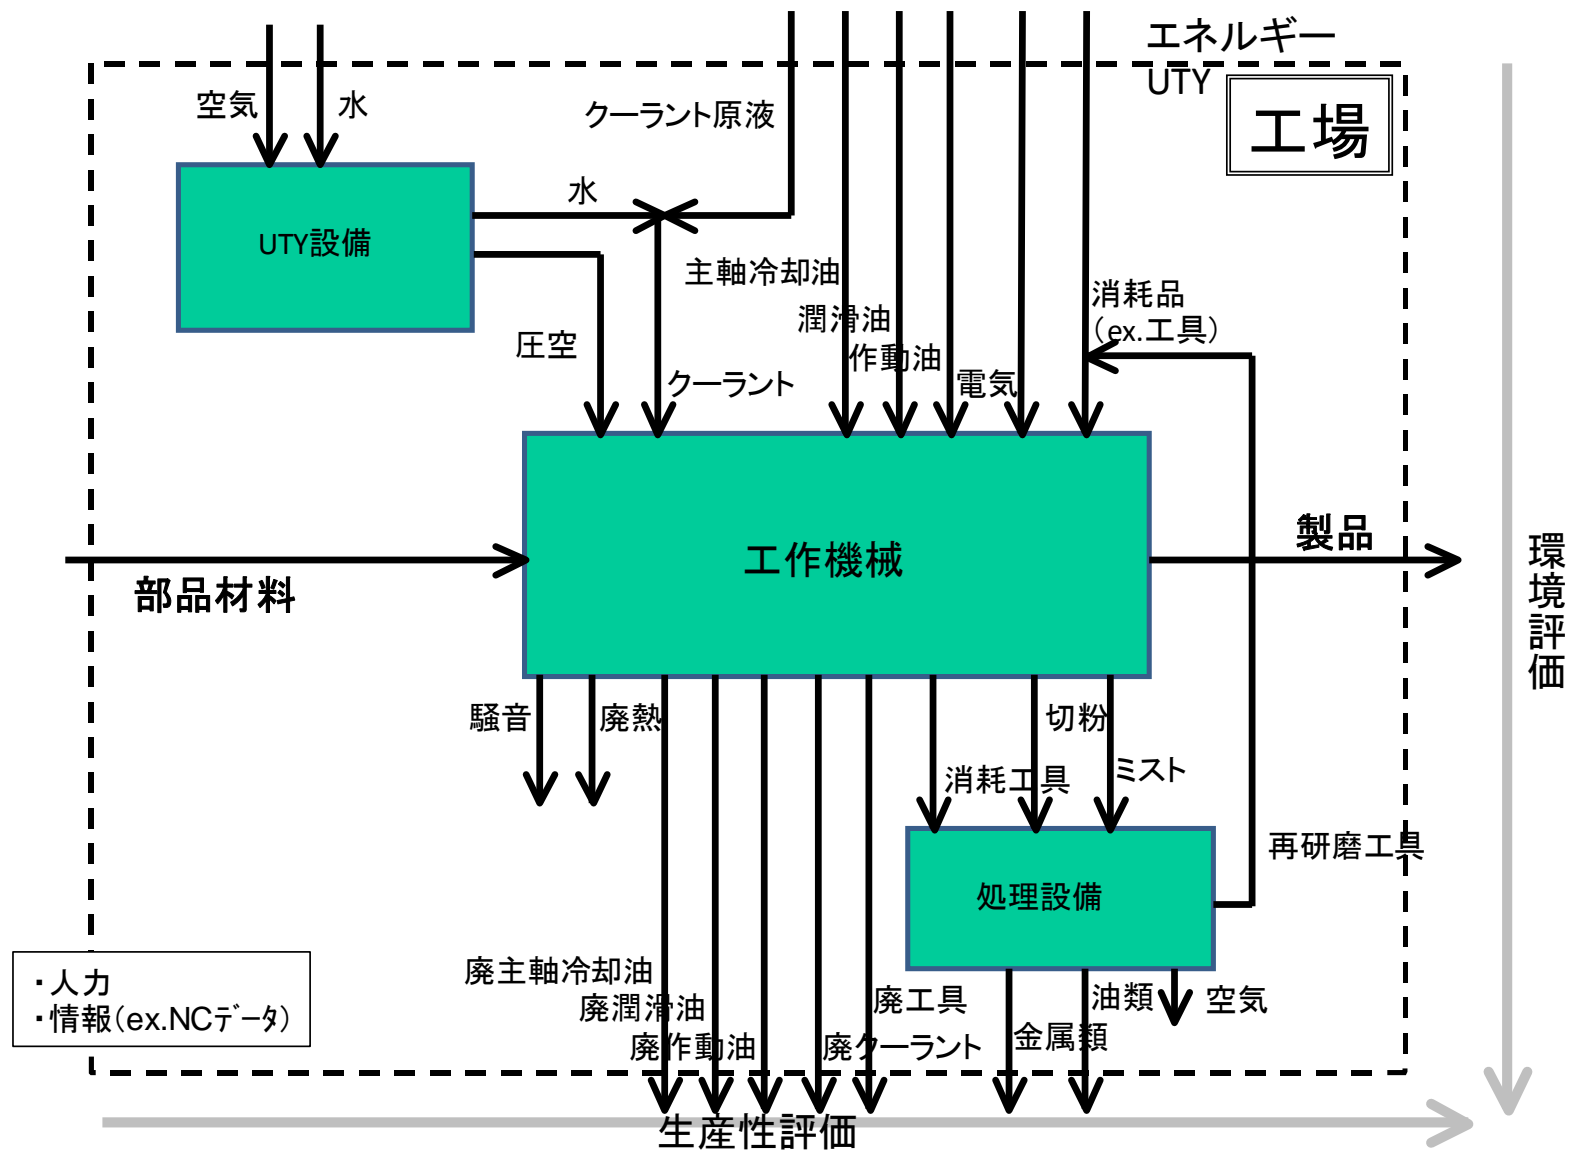 エネルギー
UTY
工場
空気
水
クーラント原液
水
UTY設備
主軸冷却油
消耗品
（ex.工具）
潤滑油
圧空
作動油
クーラント
電気
製品
工作機械
部品材料
環境評価
騒音
廃熱
切粉
消耗工具
ミスト
再研磨工具
処理設備
・人力
・情報（ex.NCﾃﾞｰﾀ）
廃主軸冷却油
廃潤滑油
廃工具
油類
空気
廃作動油
廃クーラント
金属類
生産性評価